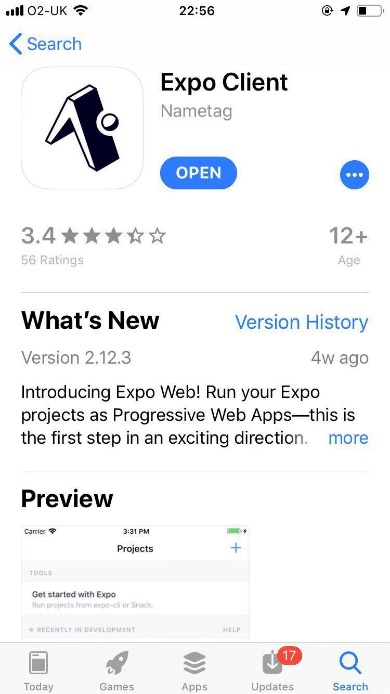 O2-UK 22:56
Search
Expo Client
Nametag
OPEN
3.4 12+
56 Ratings Age
What's New Version History
Version 2.12.3 4w ago
Introducing Expo Web! Run your Expo
projects as Progressive Web Apps—this is
the first step in an exciting direction. more
Preview
Carrier 3:31 PM
Projects +
TOOLS
Get started with Expo
Run projects from expo-cli or Snack.
RECENTLY IN DEVELOPMENT HELP
17
Today Games Apps Updates Search